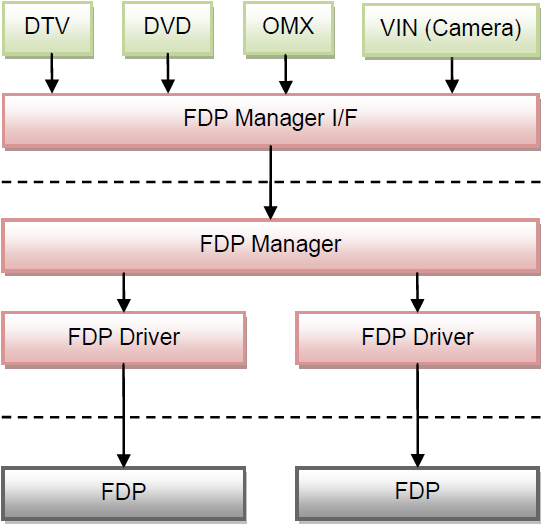 DTV
DVD
OMX
VIN (Camera)
FDP Manager I/F
FDP Manager
FDP Driver
FDP Driver
FDP
FDP